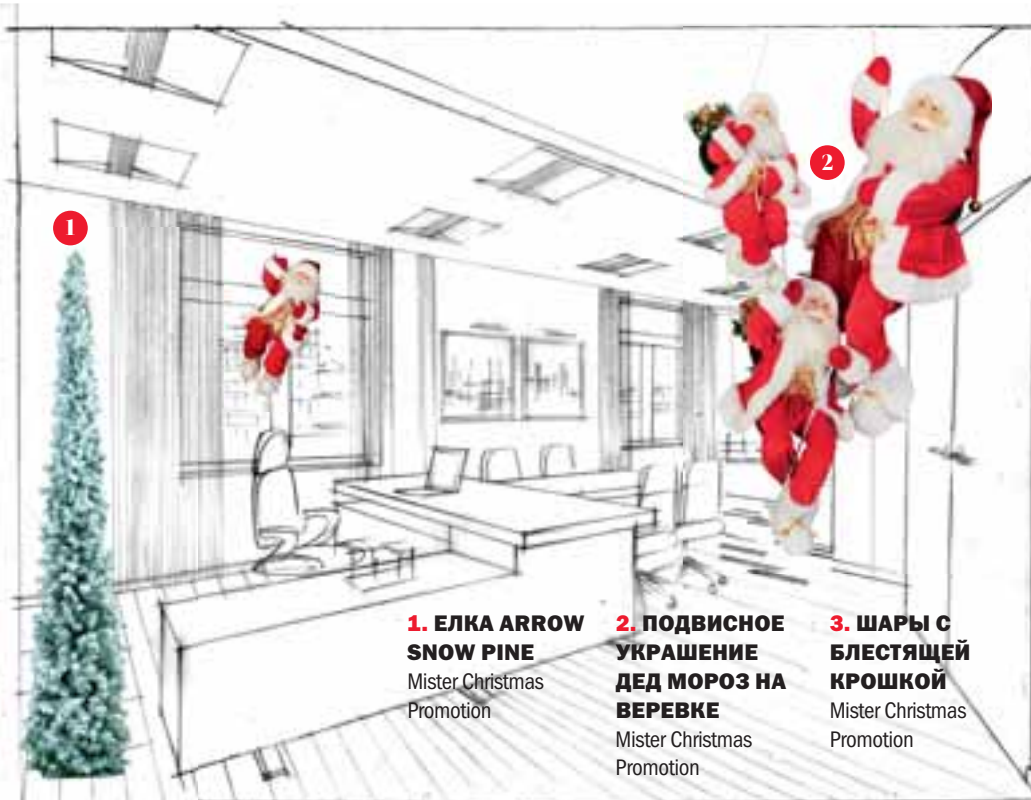 1
2
1. ЕЛКА ARROW
SNOW PINE
Mister Christmas
Promotion
2. ПОДВИСНОЕ
УКРАШЕНИЕ
ДЕД МОРОЗ НА
ВЕРЕВКЕ
Mister Christmas
Promotion
3. ШАРЫ С
БЛЕСТЯЩЕЙ
КРОШКОЙ
Mister Christmas
Promotion